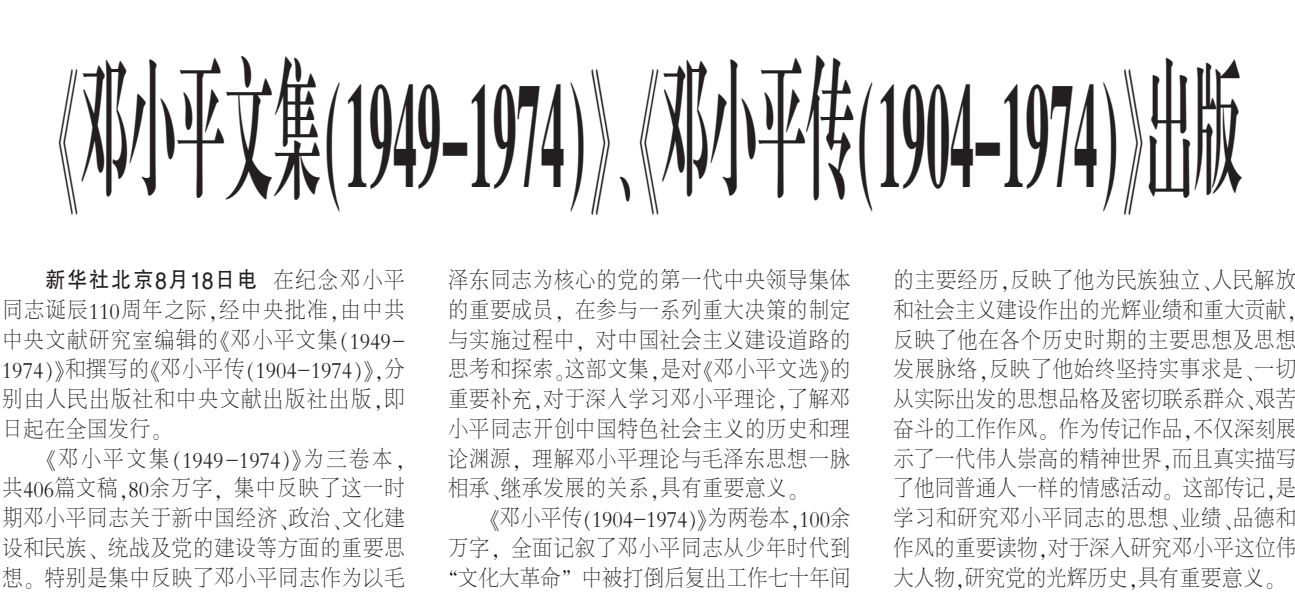 《邓小平文集(1949-1974)》、《邓小平传(1904-1974)》出版
新华社北京8月18日电 在纪念邓小平
同志诞辰110周年之际,经中央批准,由中共
中央文献研究室编辑的《邓小平文集(1949-
1974)》和撰写的《邓小平传(1904-1974)》,分
别由人民出版社和中央文献出版社出版,即
日起在全国发行。
《邓小平文集(1949-1974)》为三卷本,
共406篇文稿,80余万字, 集中反映了这一时
期邓小平同志关于新中国经济、政治、文化建
设和民族、统战及党的建设等方面的重要思
想。特别是集中反映了邓小平同志作为以毛
泽东同志为核心的党的第一代中央领导集体
的重要成员, 在参与一系列重大决策的制定
与实施过程中, 对中国社会主义建设道路的
思考和探索。这部文集,是对《邓小平文选》的
重要补充,对于深入学习邓小平理论,了解邓
小平同志开创中国特色社会主义的历史和理
论渊源, 理解邓小平理论与毛泽东思想一脉
相承、继承发展的关系,具有重要意义。
《邓小平传(1904-1974)》为两卷本,100余
万字, 全面记叙了邓小平同志从少年时代到
“文化大革命”中被打倒后复出工作七十年间
的主要经历,反映了他为民族独立、人民解放
和社会主义建设作出的光辉业绩和重大贡献,
反映了他在各个历史时期的主要思想及思想
发展脉络,反映了他始终坚持实事求是、一切
从实际出发的思想品格及密切联系群众、艰苦
奋斗的工作作风。作为传记作品,不仅深刻展
示了一代伟人崇高的精神世界,而且真实描写
了他同普通人一样的情感活动。这部传记,是
学习和研究邓小平同志的思想、业绩、品德和
作风的重要读物,对于深入研究邓小平这位伟
大人物,研究党的光辉历史,具有重要意义。